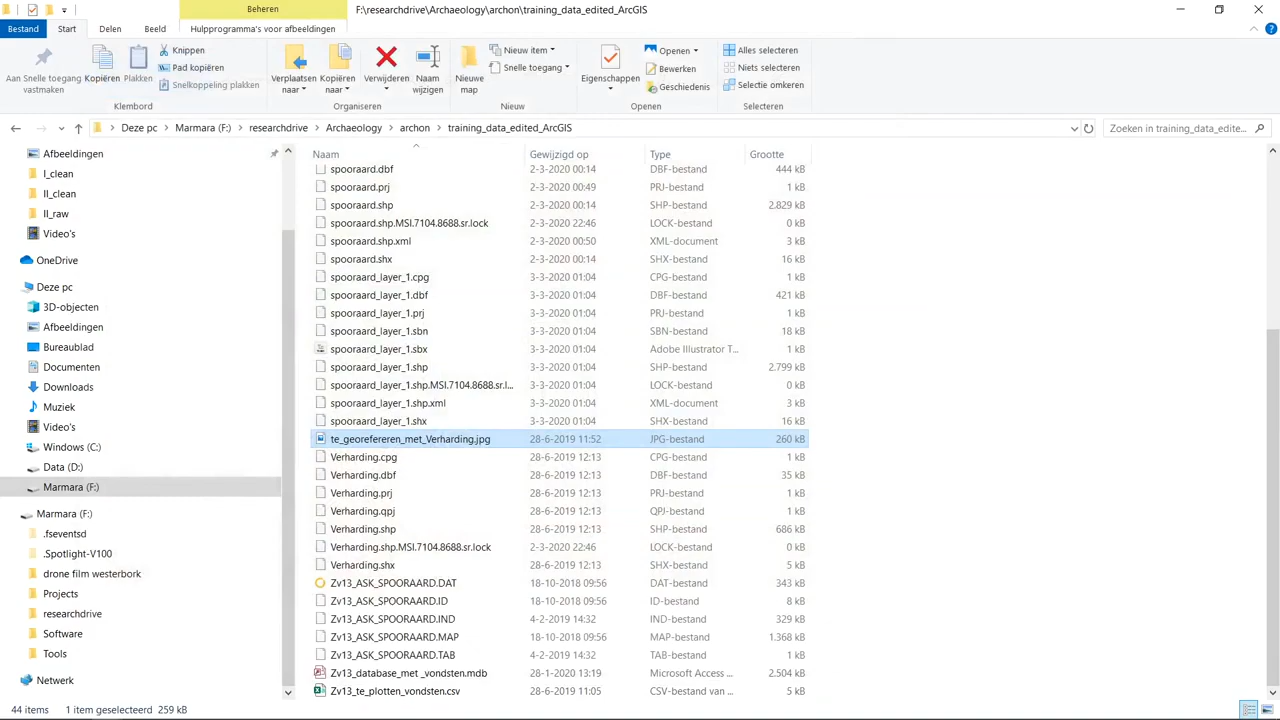 Beheren
F:\researchdrive\Archaeology\archon\training_data_edited_ArcGIS
Bestand Start Delen Beeld Hulpprogramma's voor afbeeldingen
Aan Snelle toegang vastmaken
Kopiëren
Plakken
Knippen
Pad kopiëren
Snelkoppeling plakken
Klembord
Verplaatsen naar
Kopiëren naar
Verwijderen
Naam wijzigen
Organiseren
Nieuwe map
Nieuw item
Snelle toegang
Nieuw
Eigenschappen
Openen
Bewerken
Geschiedenis
Openen
Alles selecteren
Niets selecteren
Selectie omkeren
Selecteren
Deze pc > Marmara (F:) > researchdrive > Archaeology > archon > training_data_edited_ArcGIS
Zoeken in training_data_edite...
Afbeeldingen
I_clean
II_clean
II_raw
Video's
OneDrive
Deze pc
3D-objecten
Afbeeldingen
Bureaublad
Documenten
Downloads
Muziek
Video's
Windows (C:)
Data (D:)
Marmara (F:)
Marmara (F:)
.fseventsd
.Spotlight-V100
drone film westerbork
Projects
researchdrive
Software
Tools
Netwerk
Naam Gewijzigd op Type Grootte
spooraard.dbf 2-3-2020 00:14 DBF-bestand 444 kB
spooraard.prj 2-3-2020 00:49 PRJ-bestand 1 kB
spooraard.shp 2-3-2020 00:14 SHP-bestand 2.829 kB
spooraard.shp.MSI.7104.8688.sr.lock 2-3-2020 22:46 LOCK-bestand 0 kB
spooraard.shp.xml 2-3-2020 00:50 XML-document 3 kB
spooraard.shx 2-3-2020 00:14 SHX-bestand 16 kB
spooraard_layer_1.cpg 3-3-2020 01:04 CPG-bestand 1 kB
spooraard_layer_1.dbf 3-3-2020 01:04 DBF-bestand 421 kB
spooraard_layer_1.prj 3-3-2020 01:04 PRJ-bestand 1 kB
spooraard_layer_1.sbn 3-3-2020 01:04 SBN-bestand 18 kB
spooraard_layer_1.sbx 3-3-2020 01:04 Adobe Illustrator T... 1 kB
spooraard_layer_1.shp 3-3-2020 01:04 SHP-bestand 2.799 kB
spooraard_layer_1.shp.MSI.7104.8688.sr.l... 3-3-2020 01:04 LOCK-bestand 0 kB
spooraard_layer_1.shp.xml 3-3-2020 01:04 XML-document 3 kB
spooraard_layer_1.shx 3-3-2020 01:04 SHX-bestand 16 kB
te_georefereren_met_Verharding.jpg 28-6-2019 11:52 JPG-bestand 260 kB
Verharding.cpg 28-6-2019 12:13 CPG-bestand 1 kB
Verharding.dbf 28-6-2019 12:13 DBF-bestand 35 kB
Verharding.prj 28-6-2019 12:13 PRJ-bestand 1 kB
Verharding.qpj 28-6-2019 12:13 QPJ-bestand 1 kB
Verharding.shp 28-6-2019 12:13 SHP-bestand 686 kB
Verharding.shp.MSI.7104.8688.sr.lock 2-3-2020 22:46 LOCK-bestand 0 kB
Verharding.shx 28-6-2019 12:13 SHX-bestand 5 kB
Zv13_ASK_SPOORAARD.DAT 18-10-2018 09:56 DAT-bestand 343 kB
Zv13_ASK_SPOORAARD.ID 18-10-2018 09:56 ID-bestand 8 kB
Zv13_ASK_SPOORAARD.IND 4-2-2019 14:32 IND-bestand 329 kB
Zv13_ASK_SPOORAARD.MAP 18-10-2018 09:56 MAP-bestand 1.368 kB
Zv13_ASK_SPOORAARD.TAB 4-2-2019 14:32 TAB-bestand 1 kB
Zv13_database_met _vondsten.mdb 28-1-2020 13:19 Microsoft Access ... 2.504 kB
Zv13_te_plotten_vondsten.csv 28-6-2019 11:05 CSV-bestand van ... 5 kB
44 items 1 item geselecteerd 259 kB